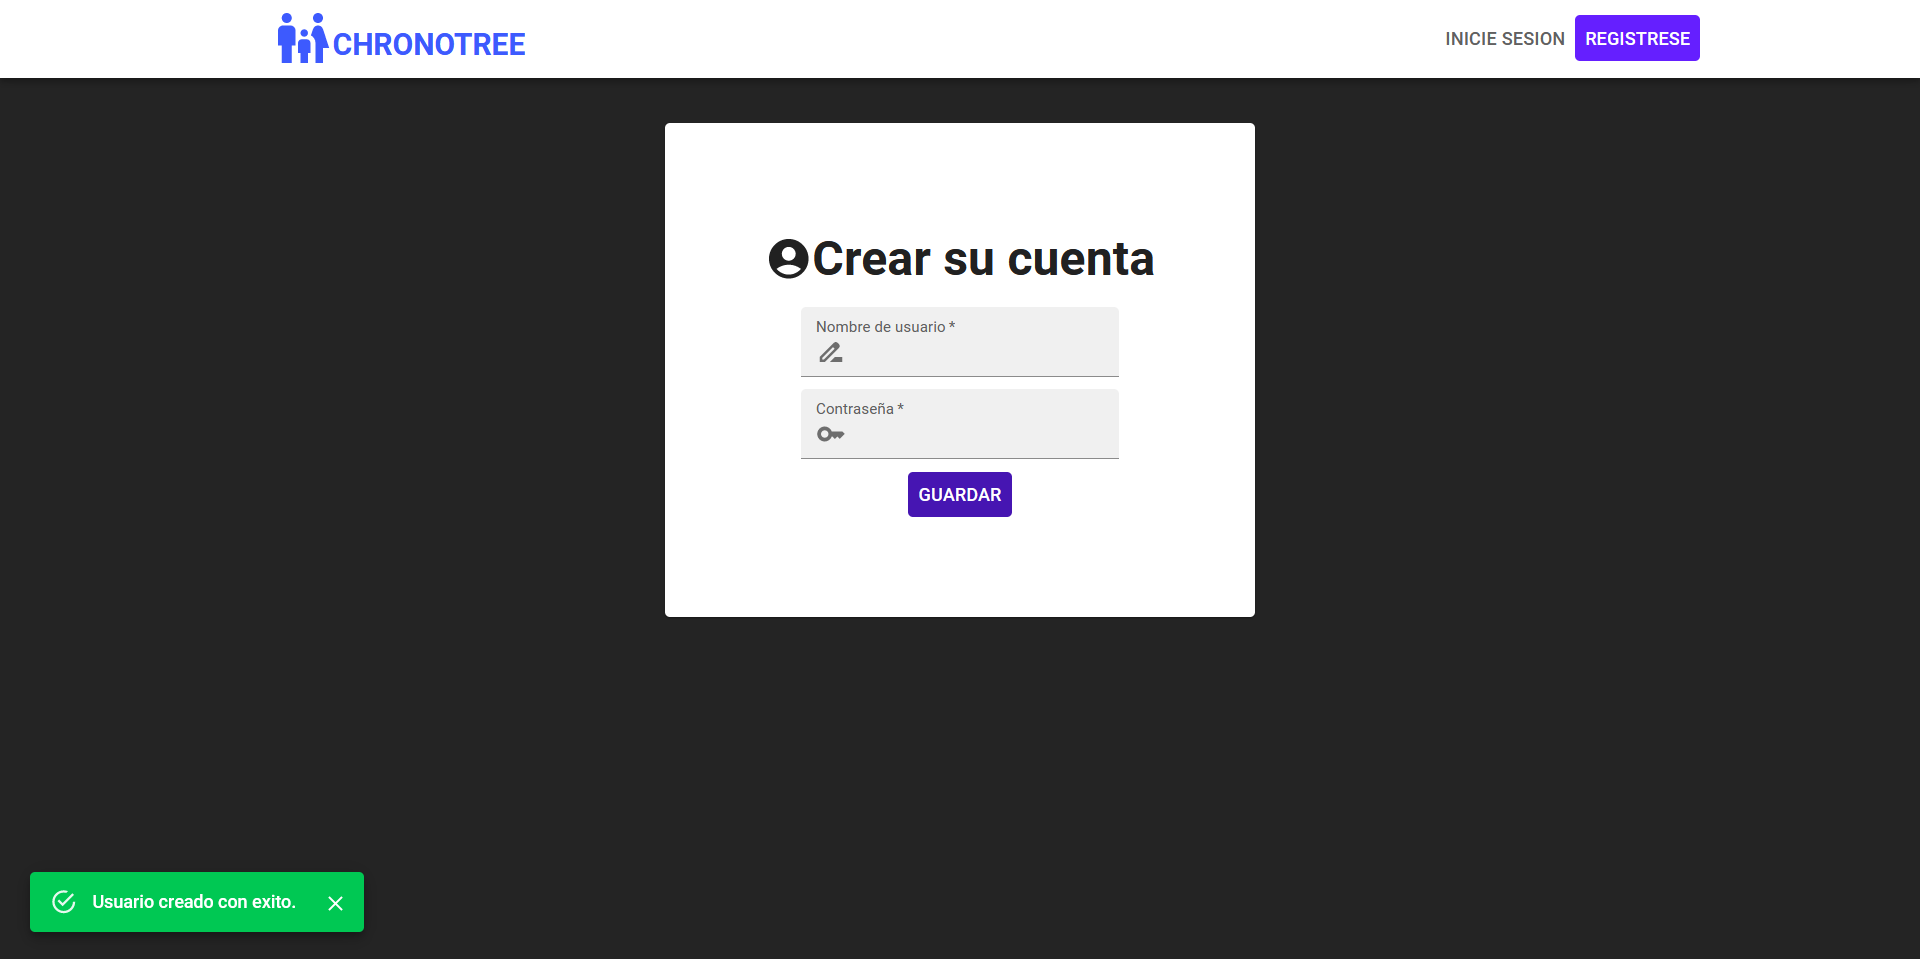 CHRONOTREE
INICIE SESION
REGISTRESE
Crear su cuenta
Nombre de usuario *
Contraseña *
GUARDAR
Usuario creado con exito.